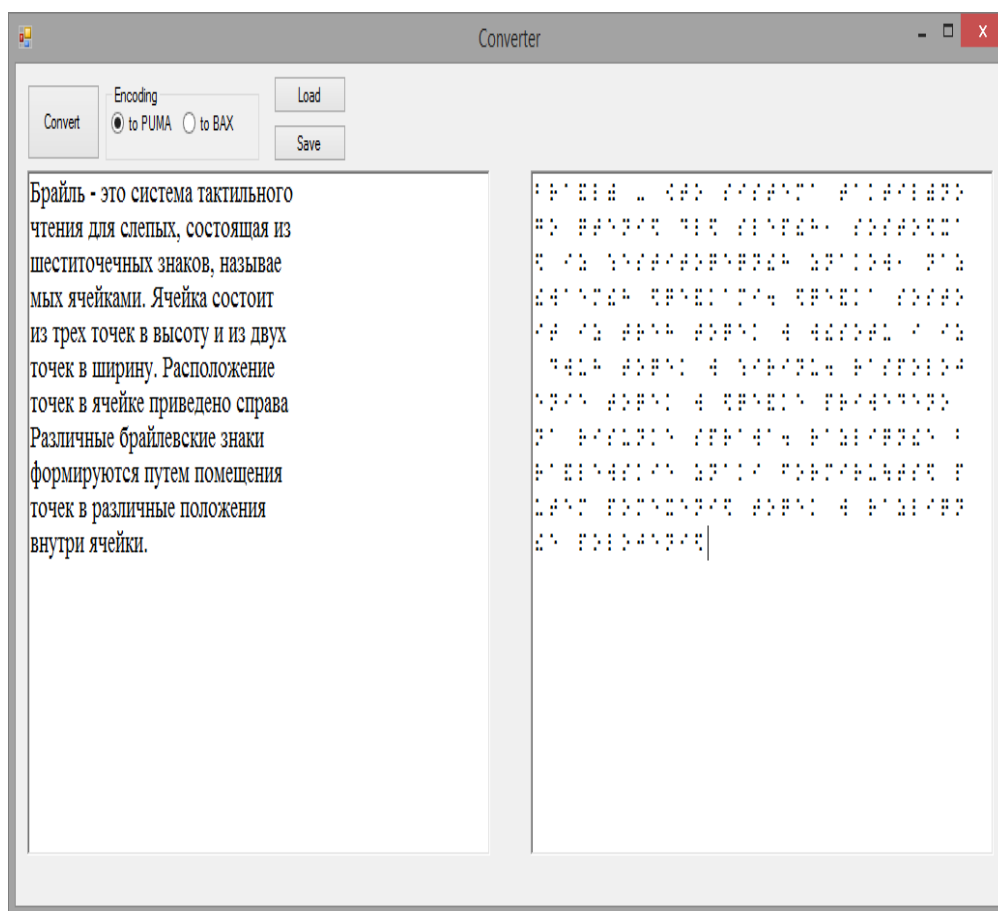 Converter
Convert
Encoding
to PUMA to BAX
Load
Save
Брайль - это система тактильного
чтения для слепых, состоящая из
шеститочечных знаков, называе
мых ячейками. Ячейка состоит
из трех точек в высоту и из двух
точек в ширину. Расположение
точек в ячейке приведено справа
Различные брайлевские знаки
формируются путем помещения
точек в различные положения
внутри ячейки.
⠃⠗⠁⠯⠇⠾ ⠤ ⠪⠞⠕ ⠎⠊⠎⠞⠑⠍⠁ ⠞⠁⠅⠞⠊⠇⠾⠝⠕
⠛⠕ ⠟⠞⠑⠝⠊⠫ ⠙⠇⠫ ⠎⠇⠑⠏⠮⠓⠂ ⠎⠕⠎⠞⠕⠫⠭⠁
⠫ ⠊⠵ ⠱⠑⠎⠞⠊⠞⠕⠟⠑⠟⠝⠮⠓ ⠵⠝⠁⠅⠕⠺⠂ ⠝⠁⠵
⠮⠺⠁⠑⠍⠮⠓ ⠫⠟⠑⠯⠅⠁⠍⠊⠲ ⠫⠟⠑⠯⠅⠁ ⠎⠕⠎⠞⠕
⠊⠞ ⠊⠵ ⠞⠗⠑⠓ ⠞⠕⠟⠑⠅ ⠺ ⠺⠮⠎⠕⠞⠥ ⠊ ⠊⠵
⠙⠺⠥⠓ ⠞⠕⠟⠑⠅ ⠺ ⠱⠊⠗⠊⠝⠥⠲ ⠗⠁⠎⠏⠕⠇⠕⠚
⠑⠝⠊⠑ ⠞⠕⠟⠑⠅ ⠺ ⠫⠟⠑⠯⠅⠑ ⠏⠗⠊⠺⠑⠙⠑⠝⠕
⠝⠁ ⠗⠊⠎⠥⠝⠅⠑ ⠎⠏⠗⠁⠺⠁⠲ ⠗⠁⠵⠇⠊⠟⠝⠮⠑ ⠃
⠗⠁⠯⠇⠑⠺⠎⠅⠊⠑ ⠵⠝⠁⠅⠊ ⠋⠕⠗⠍⠊⠗⠥⠳⠞⠎⠫ ⠏
⠥⠞⠑⠍ ⠏⠕⠍⠑⠭⠑⠝⠊⠫ ⠞⠕⠟⠑⠅ ⠺ ⠗⠁⠵⠇⠊⠟⠝
⠮⠑ ⠏⠕⠇⠕⠚⠑⠝⠊⠫